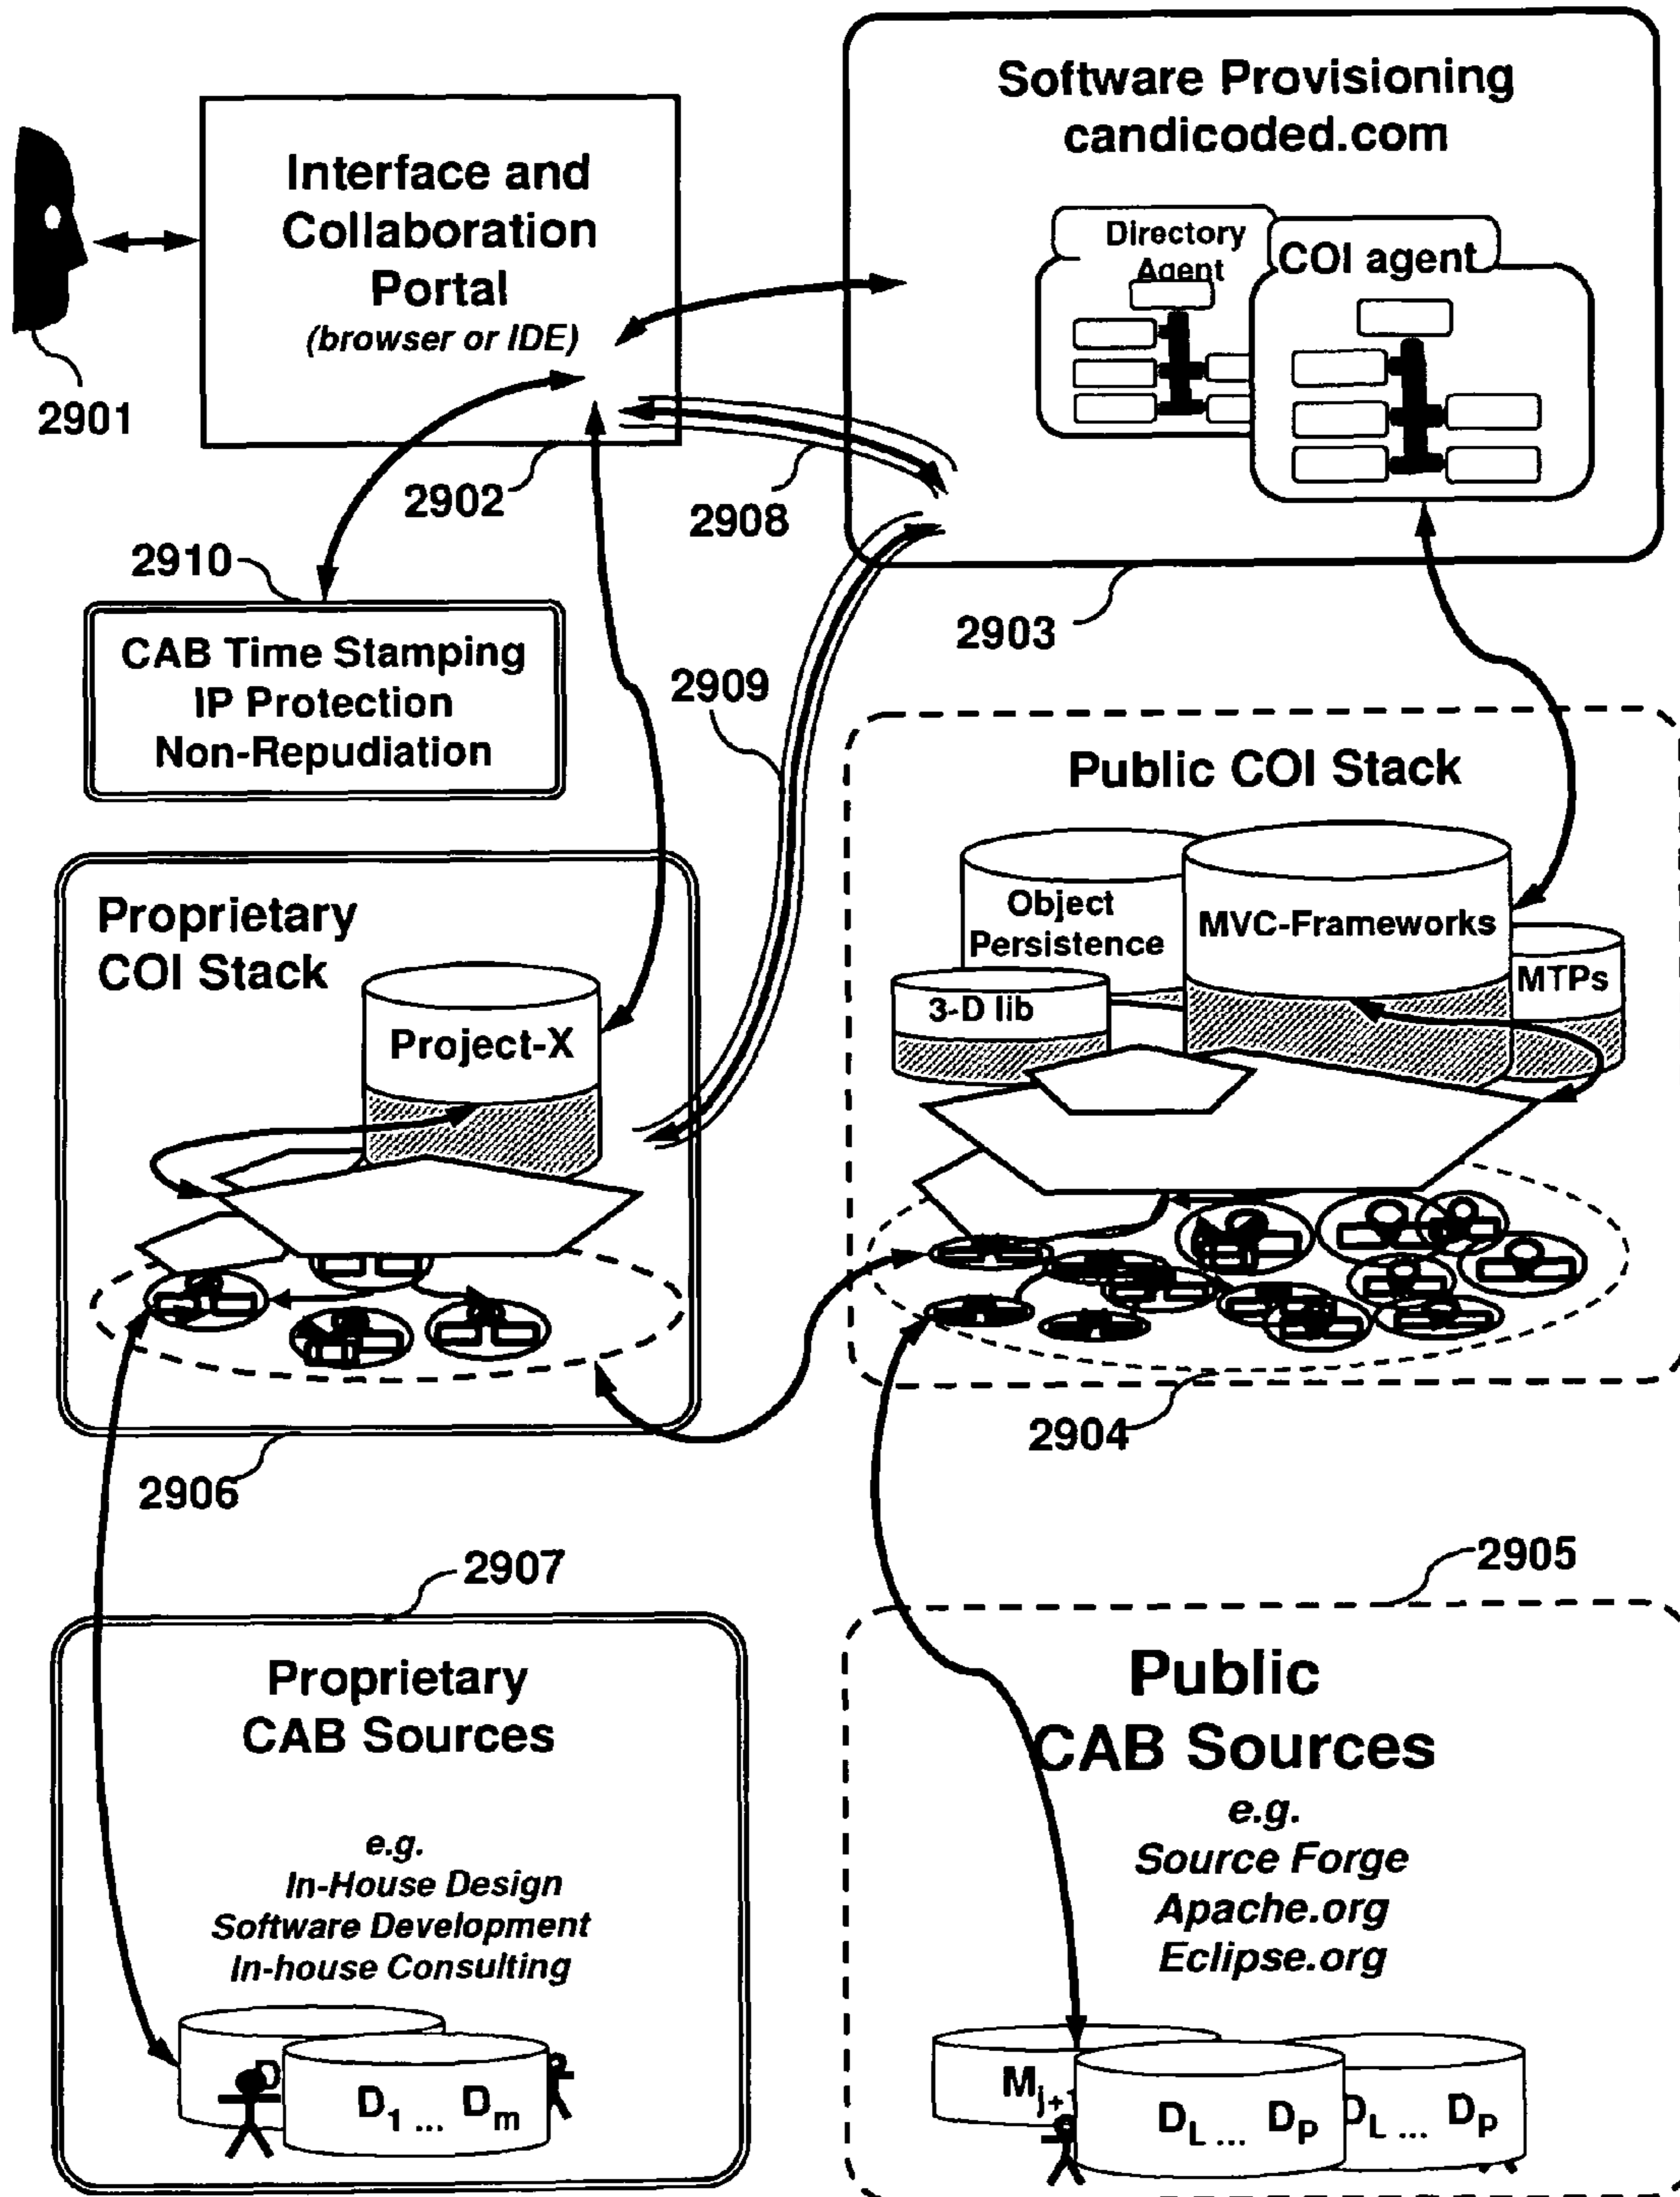 Software Provisioning
candicoded.com
Interface and
Collaboration
Portal
(browser or IDE)
Directory
Agent
COI agent
2901
2902
2908
2910
2903
CAB Time Stamping
IP Protection
Non-Repudiation
2909
Public COI Stack
Proprietary
COI Stack
Object
Persistence
MVC-Frameworks
MTPs
3-D lib
Project-X
2904
2906
2907
2905
Proprietary
CAB Sources
e.g.
In-House Design
Software Development
In-house Consulting
Public
CAB Sources
e.g.
Source Forge
Apache.org
Eclipse.org
D
D1 ... Dm
Mj+1
DL ... Dp
DL ... Dp